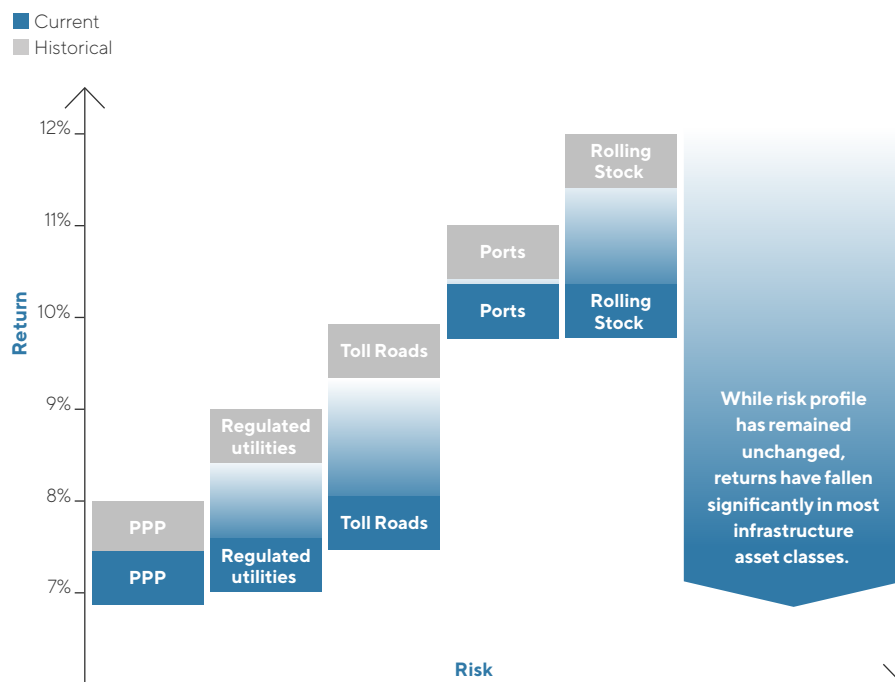 Current
Historical
12%
11%
10%
9%
8%
7%
Return
Rolling
Stock
Ports
Ports
Rolling
Stock
Toll Roads
Regulated
utilities
Toll Roads
PPP
PPP
Regulated
utilities
While risk profile
has remained
unchanged,
returns have fallen
significantly in most
infrastructure
asset classes.
Risk